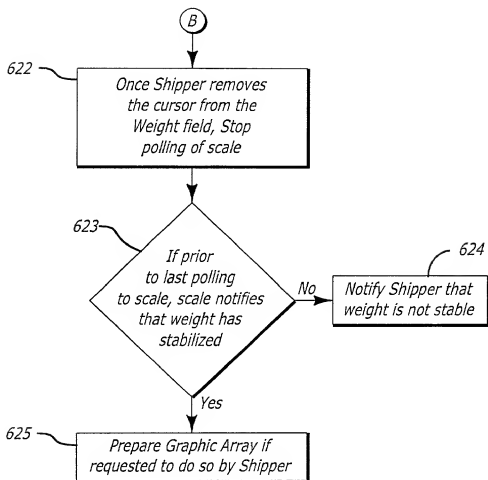 B
622
Once Shipper removes
the cursor from the
Weight field, Stop
polling of scale
623
If prior
to last polling
to scale, scale notifies
that weight has
stabilized
No
624
Notify Shipper that
weight is not stable
Yes
625
Prepare Graphic Array if
requested to do so by Shipper